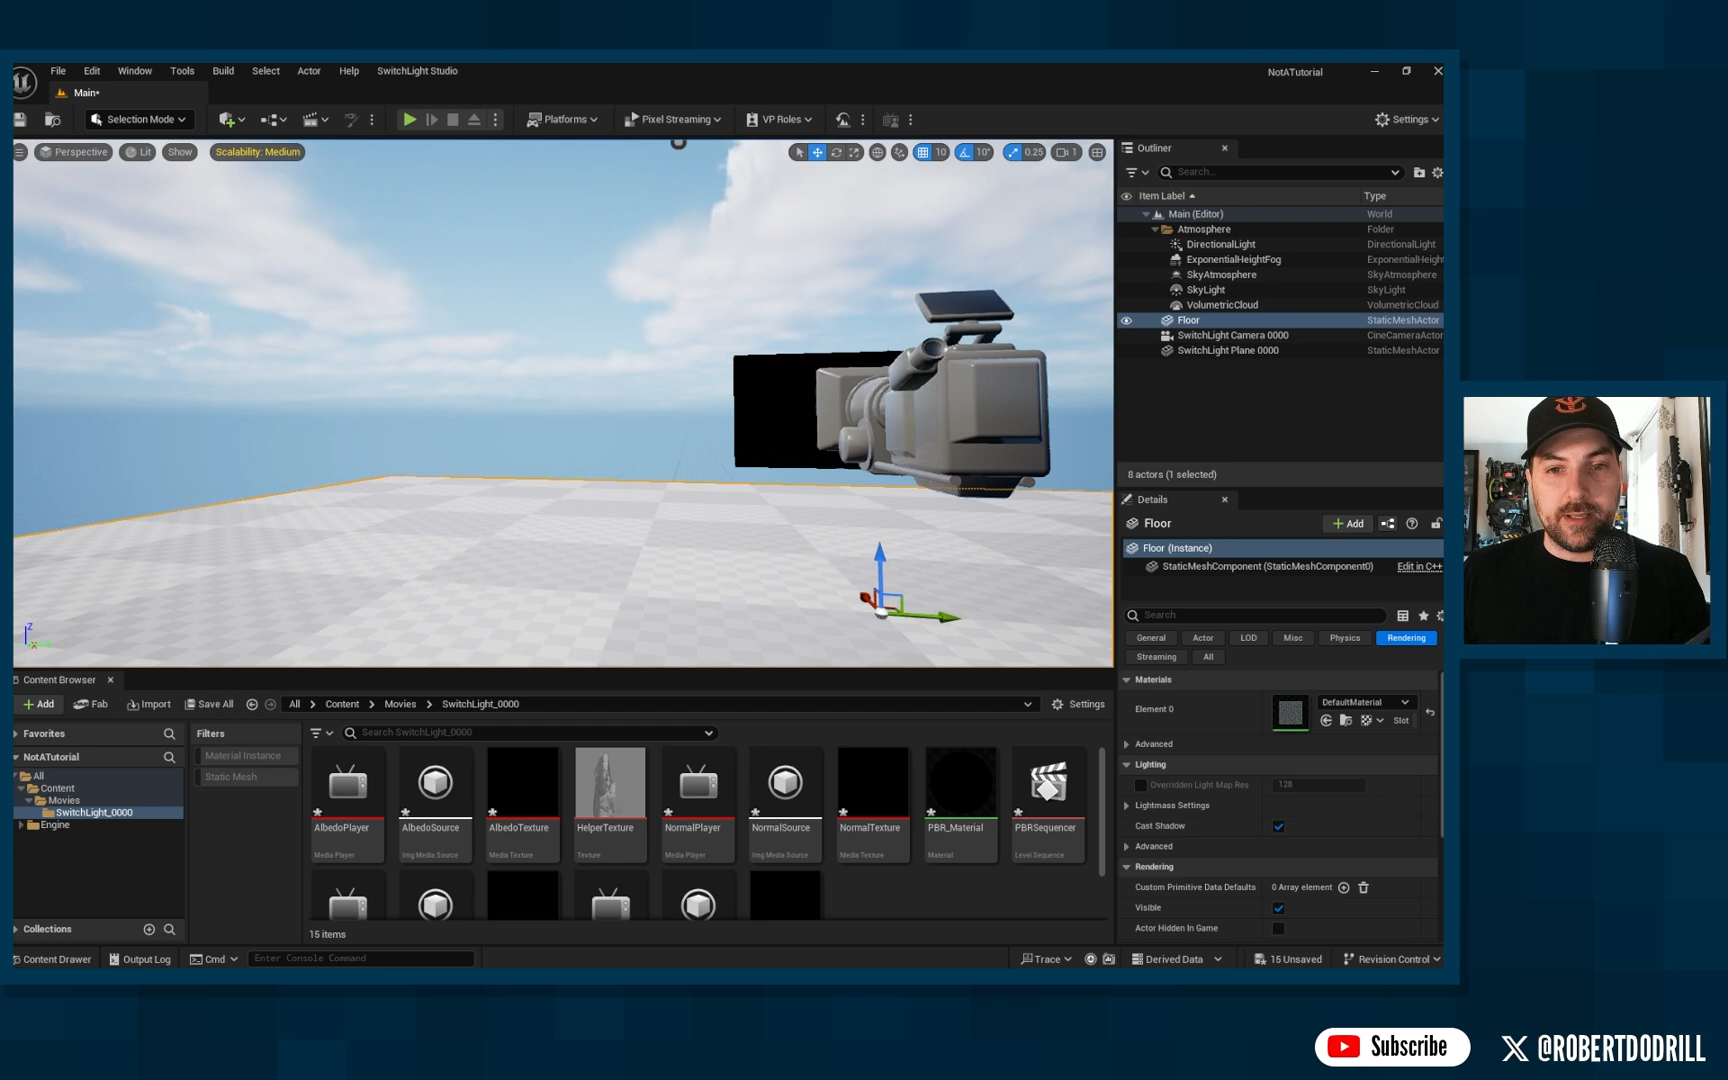 File Edit Window Tools Build Select Actor Help SwitchLight Studio
NotATutorial
Main*
Selection Mode
Platforms
Pixel Streaming
VP Roles
Settings
Perspective Lit Show Scalability: Medium
10 10° 0.25 1
Outliner
Search...
Item Label Type
Main (Editor) World
Atmosphere Folder
DirectionalLight DirectionalLight
ExponentialHeightFog ExponentialHeight
SkyAtmosphere SkyAtmosphere
SkyLight SkyLight
VolumetricCloud VolumetricCloud
Floor StaticMeshActor
SwitchLight Camera 0000 CineCameraActor
SwitchLight Plane 0000 StaticMeshActor
8 actors (1 selected)
Details
Floor
Add
Floor (Instance)
StaticMeshComponent (StaticMeshComponent0) Edit in C++
Search
General Actor LOD Misc Physics Rendering
Streaming All
Materials
Element 0 DefaultMaterial
Slot
Advanced
Lighting
Overridden Light Map Res 128
Lightmass Settings
Cast Shadow
Advanced
Rendering
Custom Primitive Data Defaults 0 Array element
Visible
Actor Hidden In Game
Z
Content Browser
Add Fab Import Save All All Content Movies SwitchLight_0000 Settings
Favorites
NotATutorial
All
Content
Movies
SwitchLight_0000
Engine
Collections
Filters
Material Instance
Static Mesh
Search SwitchLight_0000
AlbedoPlayer AlbedoSource AlbedoTexture HelperTexture NormalPlayer NormalSource NormalTexture PBR_Material PBRSequencer
Media Player Img Media Source Media Texture Texture Media Player Img Media Source Media Texture Material Level Sequence
15 items
Content Drawer Output Log Cmd Enter Console Command Trace Derived Data 15 Unsaved Revision Control
Subscribe
@ROBERTDODRILL